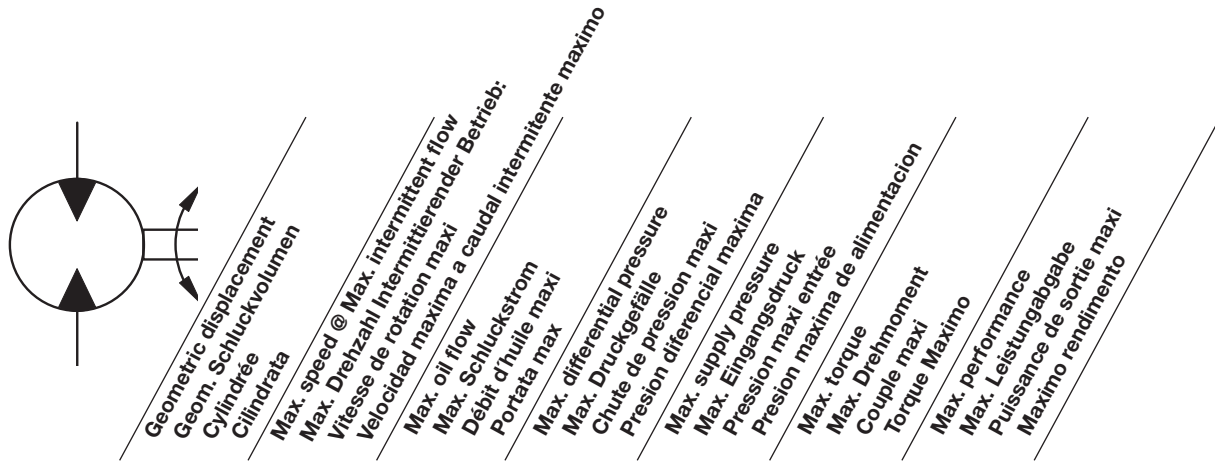 Geometric displacement
Geom. Schluckvolumen
Cylindrée
Cilindrata
Max. speed @ Max. intermittent flow
Max. Drehzahl Intermittierender Betrieb:
Vitesse de rotation maxi
Velocidad maxima a caudal intermitente maximo
Max. oil flow
Max. Schluckstrom
Débit d'huile maxi
Portata max
Max. differential pressure
Max. Druckgefälle
Chute de pression maxi
Presion diferencial maxima
Max. supply pressure
Max. Eingangsdruck
Pression maxi entrée
Presion maxima de alimentacion
Max. torque
Max. Drehmoment
Couple maxi
Torque Maximo
Max. performance
Max. Leistungabgabe
Puissance de sortie maxi
Maximo rendimento